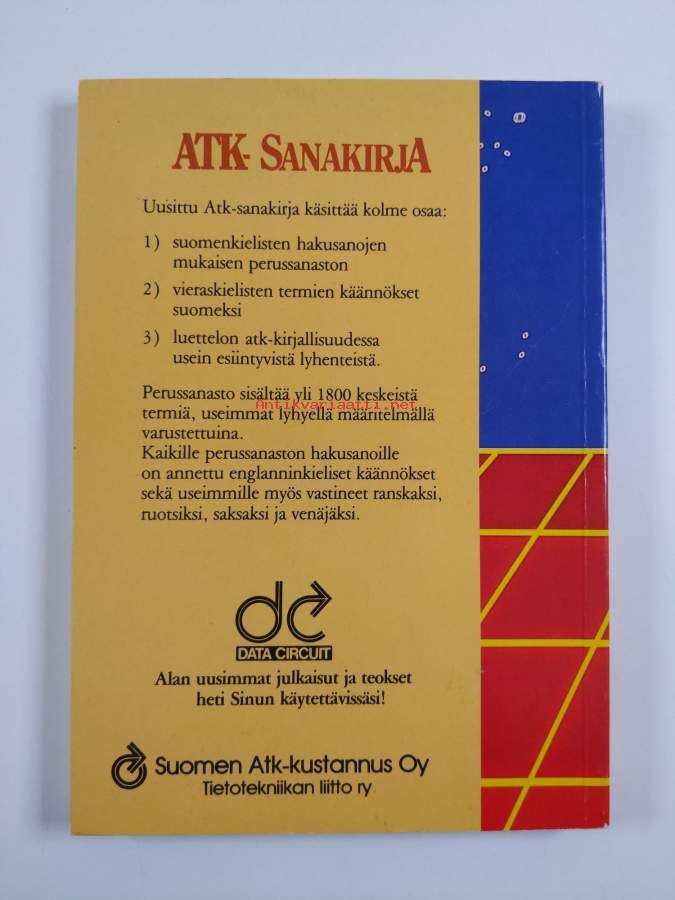 ATK-SANAKIRJA
Uusittu Atk-sanakirja käsittää kolme osaa:
1) suomenkielisten hakusanojen
mukaisen perussanaston
2) vieraskielisten termien käännökset
suomeksi
3) luettelon atk-kirjallisuudessa
usein esiintyvistä lyhenteistä.
Perussanasto sisältää yli 1800 keskeistä
Antikvariaatti.net
termiä, useimmat lyhyellä määritelmällä
varustettuina.
Kaikille perussanaston hakusanoille
on annettu englanninkieliset käännökset
sekä useimmille myös vastineet ranskaksi,
ruotsiksi, saksaksi ja venäjäksi.
dc
DATA CIRCUIT
Alan uusimmat julkaisut ja teokset
heti Sinun käytettävissäsi!
Suomen Atk-kustannus Oy
Tietotekniikan liitto ry